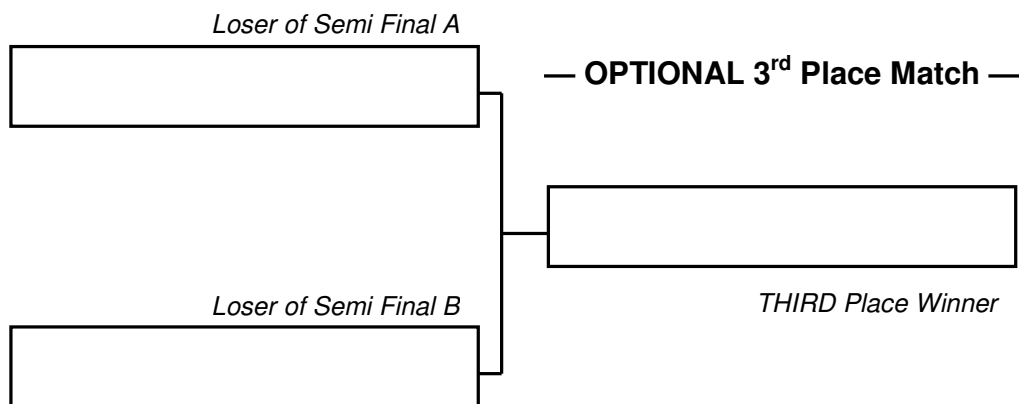 Loser of Semi Final A
— OPTIONAL 3rd Place Match —
Loser of Semi Final B
THIRD Place Winner